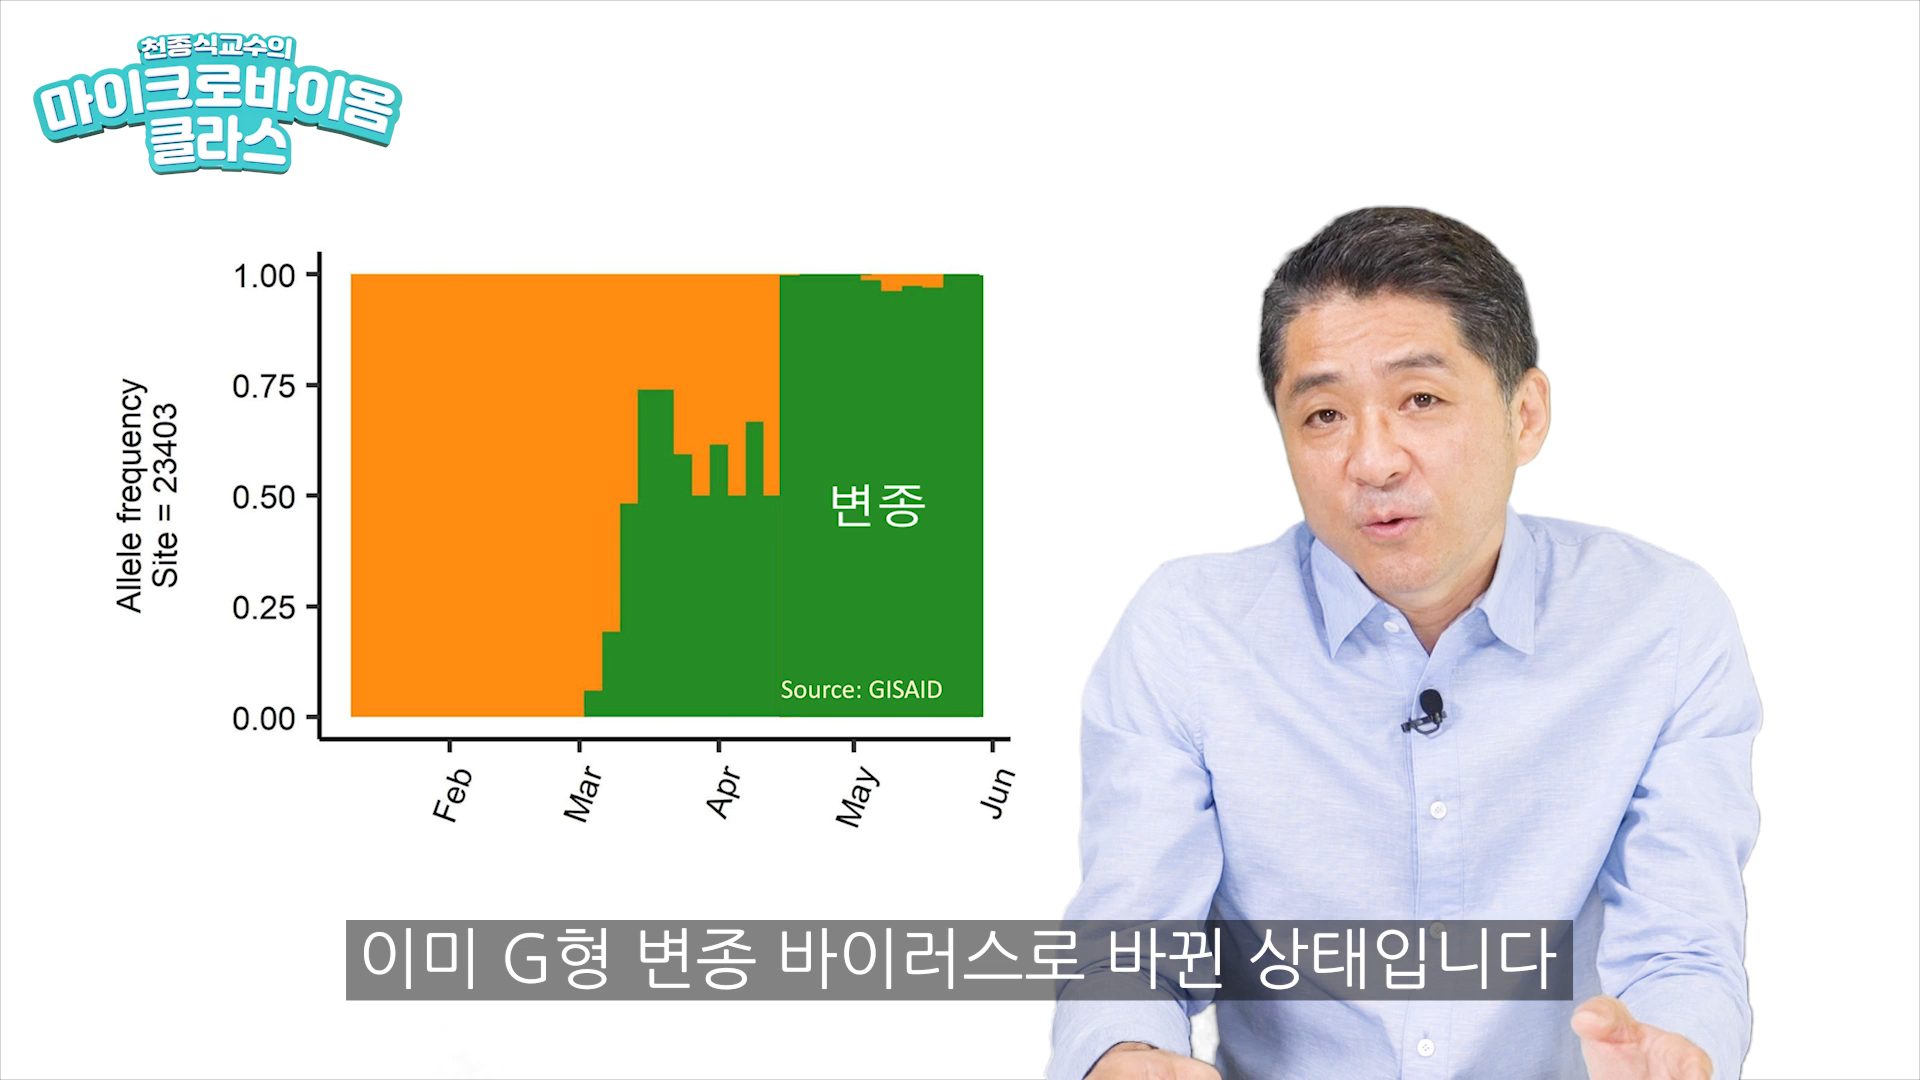 천종식교수의
마이크로바이옴
클라스
Allele frequency
Site = 23403
1.00
0.75
0.50
0.25
0.00
변종
Source: GISAID
Feb
Mar
Apr
May
Jun
이미 G형 변종 바이러스로 바뀐 상태입니다